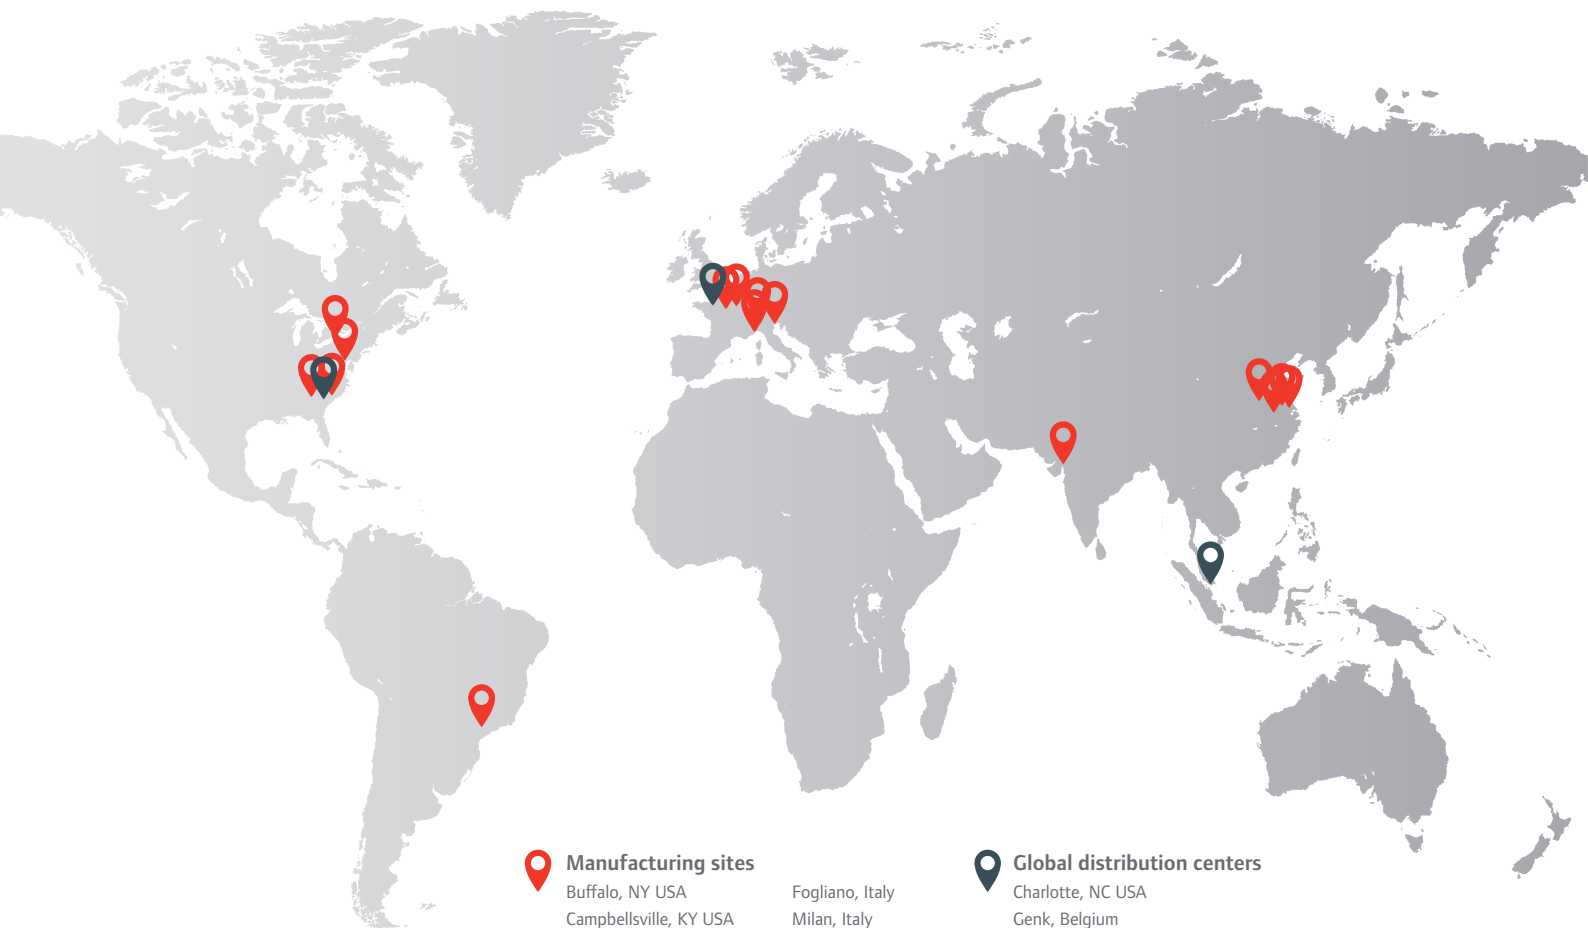 Manufacturing sites
Buffalo, NY USA
Campbellsville, KY USA
Fogliano, Italy
Milan, Italy
Global distribution centers
Charlotte, NC USA
Genk, Belgium